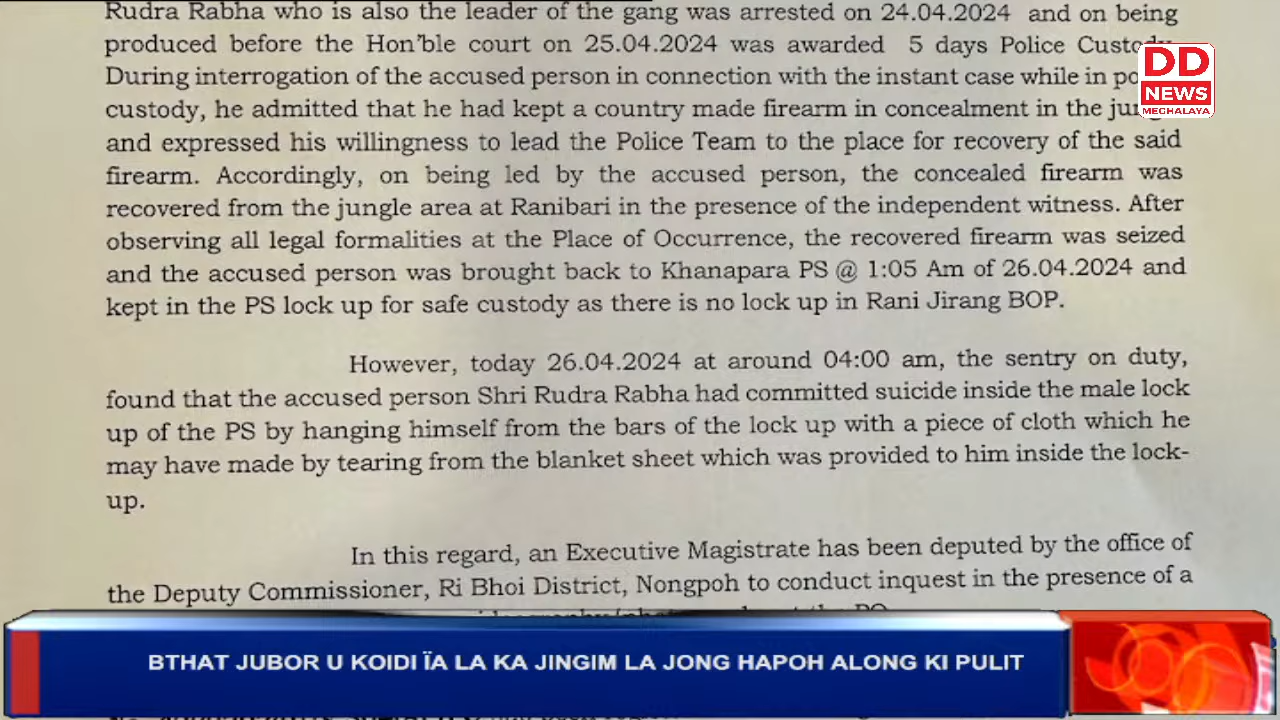 Rudra Rabha who is also the leader of the gang was arrested on 24.04.2024 and on being
produced before the Hon'ble court on 25.04.2024 was awarded 5 days Police Custody.
During interrogation of the accused person in connection with the instant case while in
custody, he admitted that he had kept a country made firearm in concealment in the
and expressed his willingness to lead the Police Team to the place for recovery of the said
firearm. Accordingly, on being led by the accused person, the concealed firearm was
recovered from the jungle area at Ranibari in the presence of the independent witness. After
observing all legal formalities at the Place of Occurrence, the recovered firearm was seized
and the accused person was brought back to Khanapara PS @ 1:05 Am of 26.04.2024 and
kept in the PS lock up for safe custody as there is no lock up in Rani Jirang BOP.
However, today 26.04.2024 at around 04:00 am, the sentry on duty,
found that the accused person Shri Rudra Rabha had committed suicide inside the male lock
up of the PS by hanging himself from the bars of the lock up with a piece of cloth which he
may have made by tearing from the blanket sheet which was provided to him inside the lock-
up.
In this regard, an Executive Magistrate has been deputed by the office of
the Deputy Commissioner, Ri Bhoi District, Nongpoh to conduct inquest in the presence of a
DD
NEWS
MEGHALAYA
BTHAT JUBOR U KOIDI ÏA LA KA JINGIM LA JONG HAPOH ALONG KI PULIT